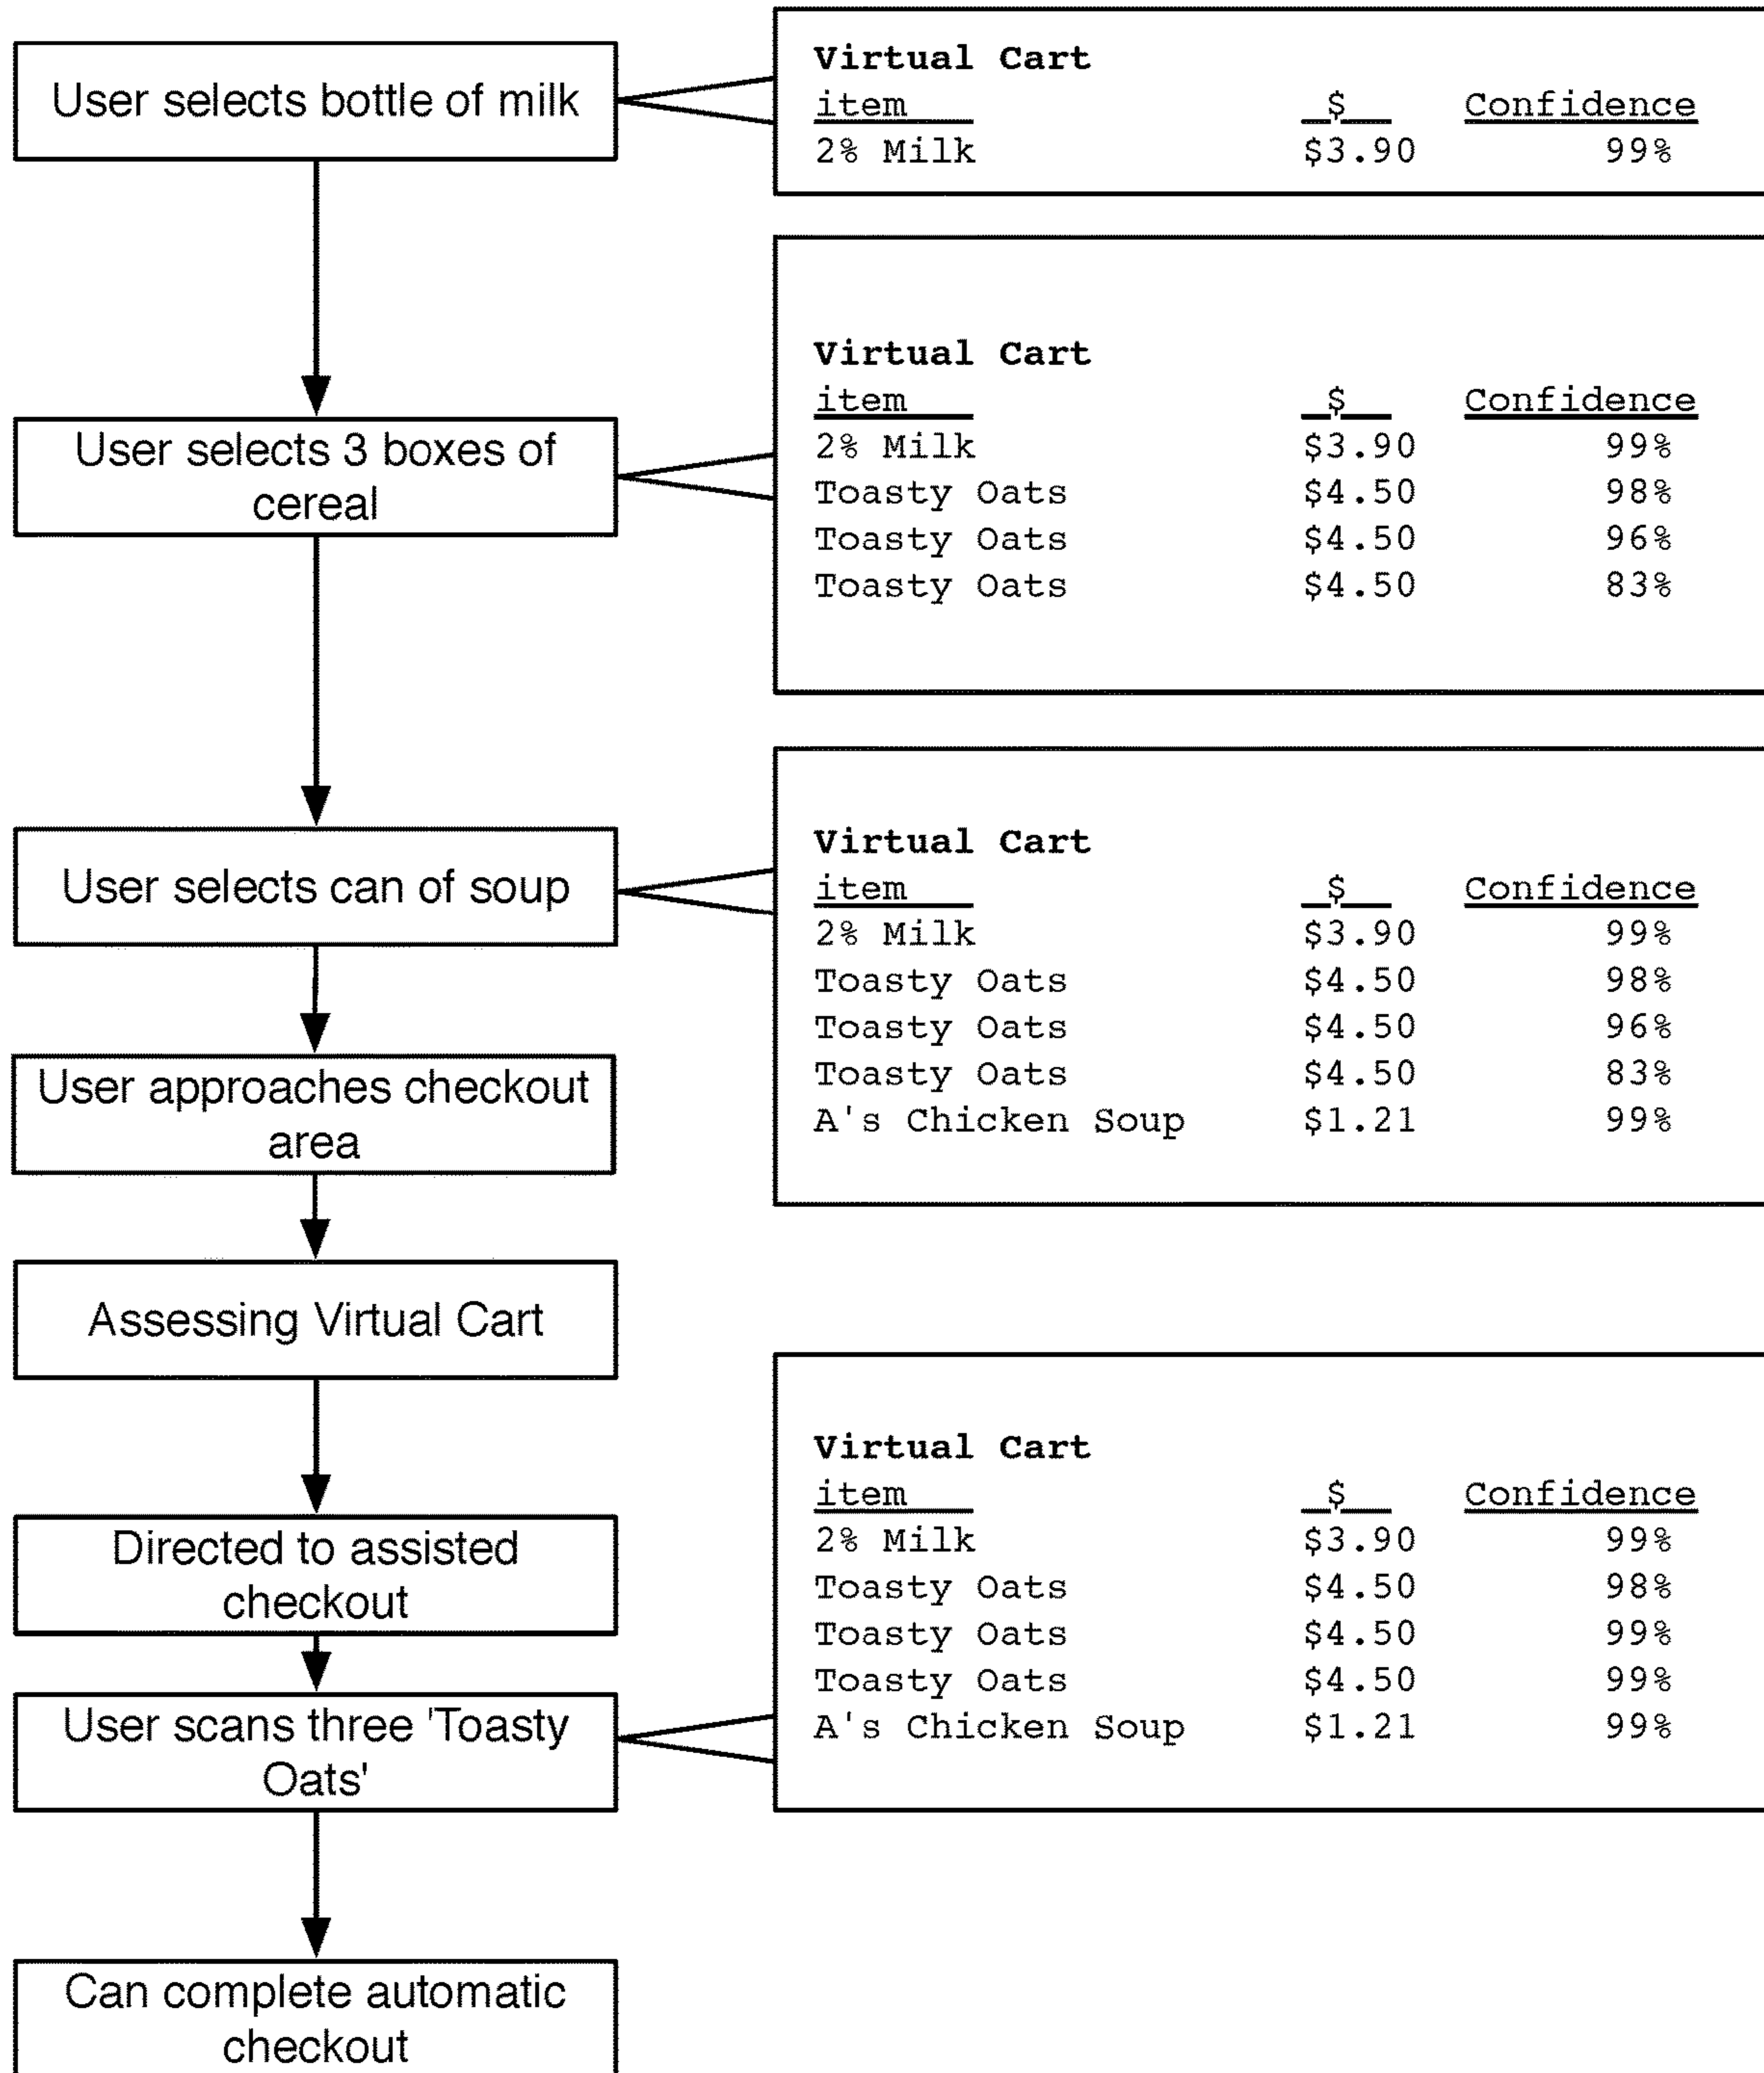 User selects bottle of milk
Virtual Cart
item $ Confidence
2% Milk $3.90 99%
User selects 3 boxes of
cereal
Virtual Cart
item $ Confidence
2% Milk $3.90 99%
Toasty Oats $4.50 98%
Toasty Oats $4.50 96%
Toasty Oats $4.50 83%
User selects can of soup
Virtual Cart
item $ Confidence
2% Milk $3.90 99%
Toasty Oats $4.50 98%
Toasty Oats $4.50 96%
Toasty Oats $4.50 83%
A's Chicken Soup $1.21 99%
User approaches checkout
area
Assessing Virtual Cart
Directed to assisted
checkout
User scans three 'Toasty
Oats'
Virtual Cart
item $ Confidence
2% Milk $3.90 99%
Toasty Oats $4.50 98%
Toasty Oats $4.50 99%
Toasty Oats $4.50 99%
A's Chicken Soup $1.21 99%
Can complete automatic
checkout